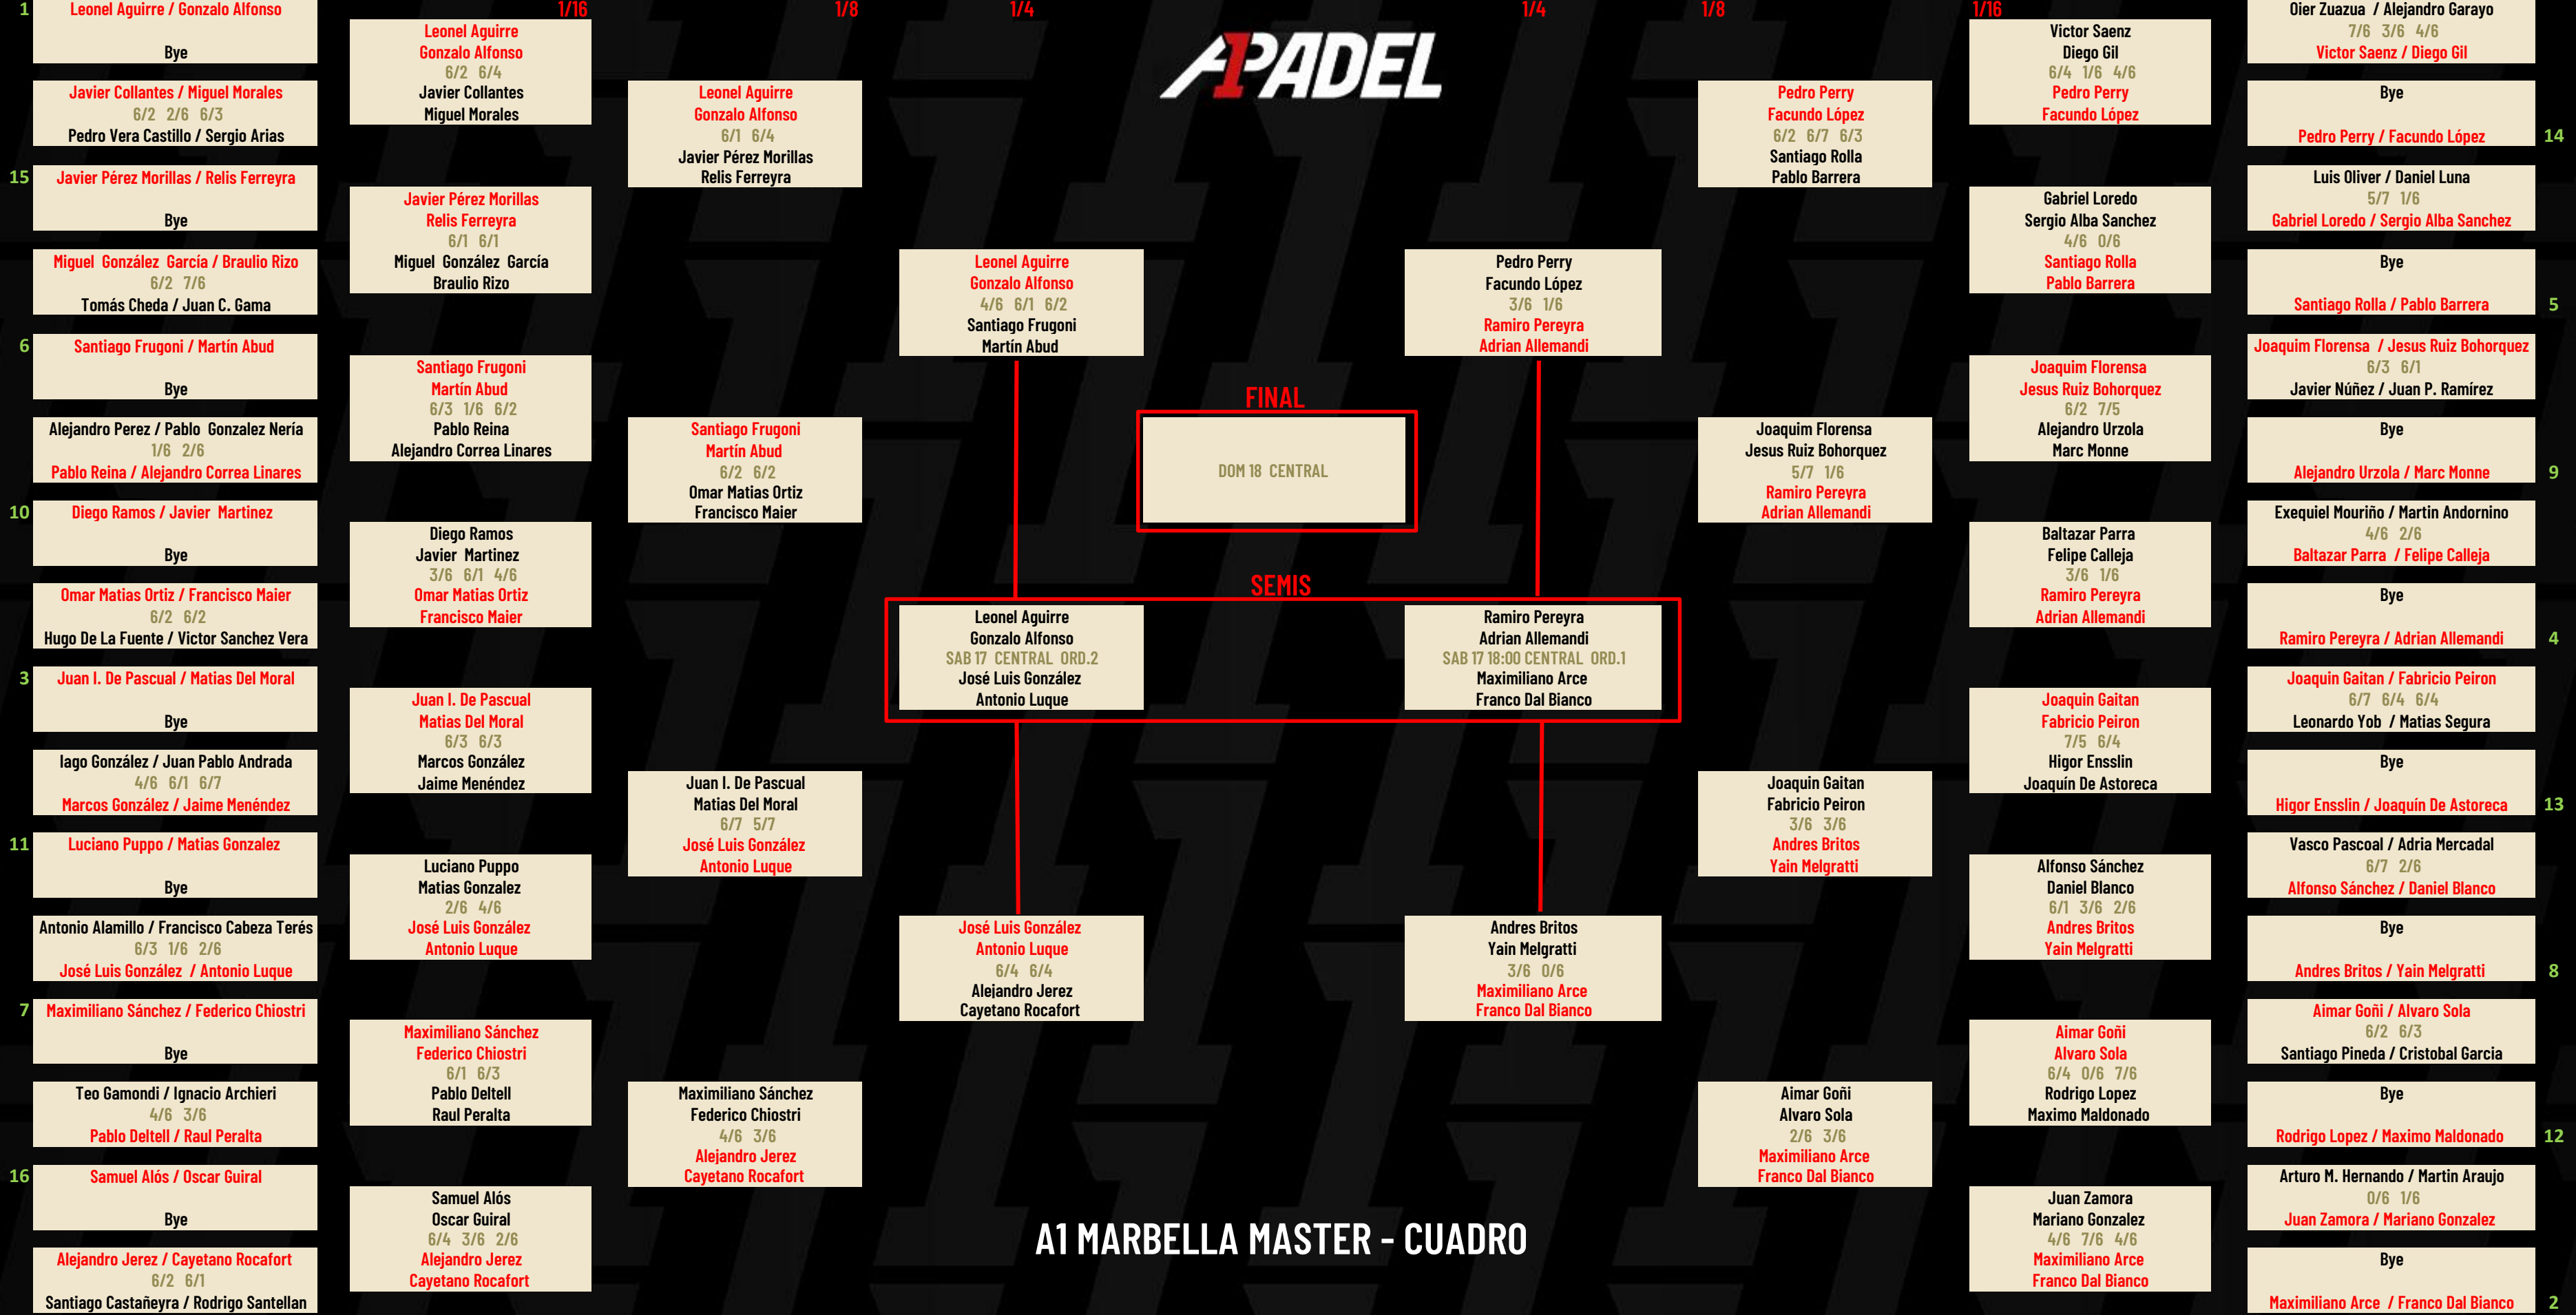 1
Leonel Aguirre / Gonzalo Alfonso
Bye
Javier Collantes / Miguel Morales
6/2 2/6 6/3
Pedro Vera Castillo / Sergio Arias
15
Javier Pérez Morillas / Relis Ferreyra
Bye
Miguel González García / Braulio Rizo
6/2 7/6
Tomás Cheda / Juan C. Gama
6
Santiago Frugoni / Martín Abud
Bye
Alejandro Perez / Pablo Gonzalez Nería
1/6 2/6
Pablo Reina / Alejandro Correa Linares
10
Diego Ramos / Javier Martinez
Bye
Omar Matias Ortiz / Francisco Maier
6/2 6/2
Hugo De La Fuente / Victor Sanchez Vera
3
Juan I. De Pascual / Matias Del Moral
Bye
Iago González / Juan Pablo Andrada
4/6 6/1 6/7
Marcos González / Jaime Menéndez
11
Luciano Puppo / Matias Gonzalez
Bye
Antonio Alamillo / Francisco Cabeza Terés
6/3 1/6 2/6
José Luis González / Antonio Luque
7
Maximiliano Sánchez / Federico Chiostri
Bye
Teo Gamondi / Ignacio Archieri
4/6 3/6
Pablo Deltell / Raul Peralta
16
Samuel Alós / Oscar Guiral
Bye
Alejandro Jerez / Cayetano Rocafort
6/2 6/1
Santiago Castañeyra / Rodrigo Santellan
1/16
Leonel Aguirre
Gonzalo Alfonso
6/2 6/4
Javier Collantes
Miguel Morales
Javier Pérez Morillas
Relis Ferreyra
6/1 6/1
Miguel González García
Braulio Rizo
Santiago Frugoni
Martín Abud
6/3 1/6 6/2
Pablo Reina
Alejandro Correa Linares
Diego Ramos
Javier Martinez
3/6 6/1 4/6
Omar Matias Ortiz
Francisco Maier
Juan I. De Pascual
Matias Del Moral
6/3 6/3
Marcos González
Jaime Menéndez
Luciano Puppo
Matias Gonzalez
2/6 4/6
José Luis González
Antonio Luque
Maximiliano Sánchez
Federico Chiostri
6/1 6/3
Pablo Deltell
Raul Peralta
Samuel Alós
Oscar Guiral
6/4 3/6 2/6
Alejandro Jerez
Cayetano Rocafort
1/8
Leonel Aguirre
Gonzalo Alfonso
6/1 6/4
Javier Pérez Morillas
Relis Ferreyra
Santiago Frugoni
Martín Abud
6/2 6/2
Omar Matias Ortiz
Francisco Maier
Juan I. De Pascual
Matias Del Moral
6/7 5/7
José Luis González
Antonio Luque
Maximiliano Sánchez
Federico Chiostri
4/6 3/6
Alejandro Jerez
Cayetano Rocafort
1/4
Leonel Aguirre
Gonzalo Alfonso
4/6 6/1 6/2
Santiago Frugoni
Martín Abud
José Luis González
Antonio Luque
6/4 6/4
Alejandro Jerez
Cayetano Rocafort
A1PADEL
FINAL
DOM 18 CENTRAL
SEMIS
Leonel Aguirre
Gonzalo Alfonso
SAB 17 CENTRAL ORD.2
José Luis González
Antonio Luque
Ramiro Pereyra
Adrian Allemandi
SAB 17 18:00 CENTRAL ORD.1
Maximiliano Arce
Franco Dal Bianco
A1 MARBELLA MASTER - CUADRO
1/4
Pedro Perry
Facundo López
3/6 1/6
Ramiro Pereyra
Adrian Allemandi
Andres Britos
Yain Melgratti
3/6 0/6
Maximiliano Arce
Franco Dal Bianco
1/8
Pedro Perry
Facundo López
6/2 6/7 6/3
Santiago Rolla
Pablo Barrera
Joaquim Florensa
Jesus Ruiz Bohorquez
5/7 1/6
Ramiro Pereyra
Adrian Allemandi
Joaquin Gaitan
Fabricio Peiron
3/6 3/6
Andres Britos
Yain Melgratti
Aimar Goñi
Alvaro Sola
2/6 3/6
Maximiliano Arce
Franco Dal Bianco
1/16
Victor Saenz
Diego Gil
6/4 1/6 4/6
Pedro Perry
Facundo López
Gabriel Loredo
Sergio Alba Sanchez
4/6 0/6
Santiago Rolla
Pablo Barrera
Joaquim Florensa
Jesus Ruiz Bohorquez
6/2 7/5
Alejandro Urzola
Marc Monne
Baltazar Parra
Felipe Calleja
3/6 1/6
Ramiro Pereyra
Adrian Allemandi
Joaquin Gaitan
Fabricio Peiron
7/5 6/4
Higor Ensslin
Joaquín De Astoreca
Alfonso Sánchez
Daniel Blanco
6/1 3/6 2/6
Andres Britos
Yain Melgratti
Aimar Goñi
Alvaro Sola
6/4 0/6 7/6
Rodrigo Lopez
Maximo Maldonado
Juan Zamora
Mariano Gonzalez
4/6 7/6 4/6
Maximiliano Arce
Franco Dal Bianco
Oier Zuazua / Alejandro Garayo
7/6 3/6 4/6
Victor Saenz / Diego Gil
Bye
Pedro Perry / Facundo López
14
Luis Oliver / Daniel Luna
5/7 1/6
Gabriel Loredo / Sergio Alba Sanchez
Bye
Santiago Rolla / Pablo Barrera
5
Joaquim Florensa / Jesus Ruiz Bohorquez
6/3 6/1
Javier Núñez / Juan P. Ramírez
Bye
Alejandro Urzola / Marc Monne
9
Exequiel Mouriño / Martin Andornino
4/6 2/6
Baltazar Parra / Felipe Calleja
Bye
Ramiro Pereyra / Adrian Allemandi
4
Joaquin Gaitan / Fabricio Peiron
6/7 6/4 6/4
Leonardo Yob / Matias Segura
Bye
Higor Ensslin / Joaquín De Astoreca
13
Vasco Pascoal / Adria Mercadal
6/7 2/6
Alfonso Sánchez / Daniel Blanco
Bye
Andres Britos / Yain Melgratti
8
Aimar Goñi / Alvaro Sola
6/2 6/3
Santiago Pineda / Cristobal Garcia
Bye
Rodrigo Lopez / Maximo Maldonado
12
Arturo M. Hernando / Martin Araujo
0/6 1/6
Juan Zamora / Mariano Gonzalez
Bye
Maximiliano Arce / Franco Dal Bianco
2